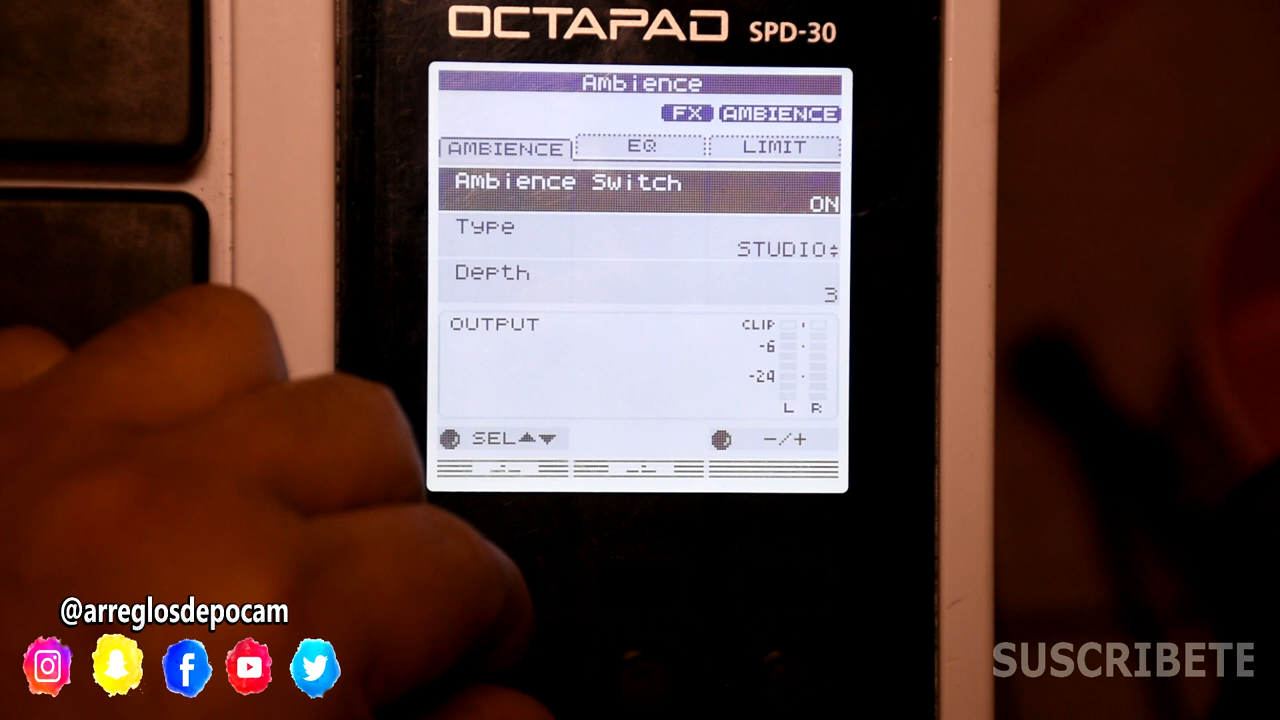 OCTAPAD SPD-30
Ambience
FX AMBIENCE
AMBIENCE EQ LIMIT
Ambience Switch
ON
Type
STUDIO
Depth
3
OUTPUT
CLIP
-6
-24
L R
SEL▲▼ -/+
@arreglosdepocam
SUSCRIBETE